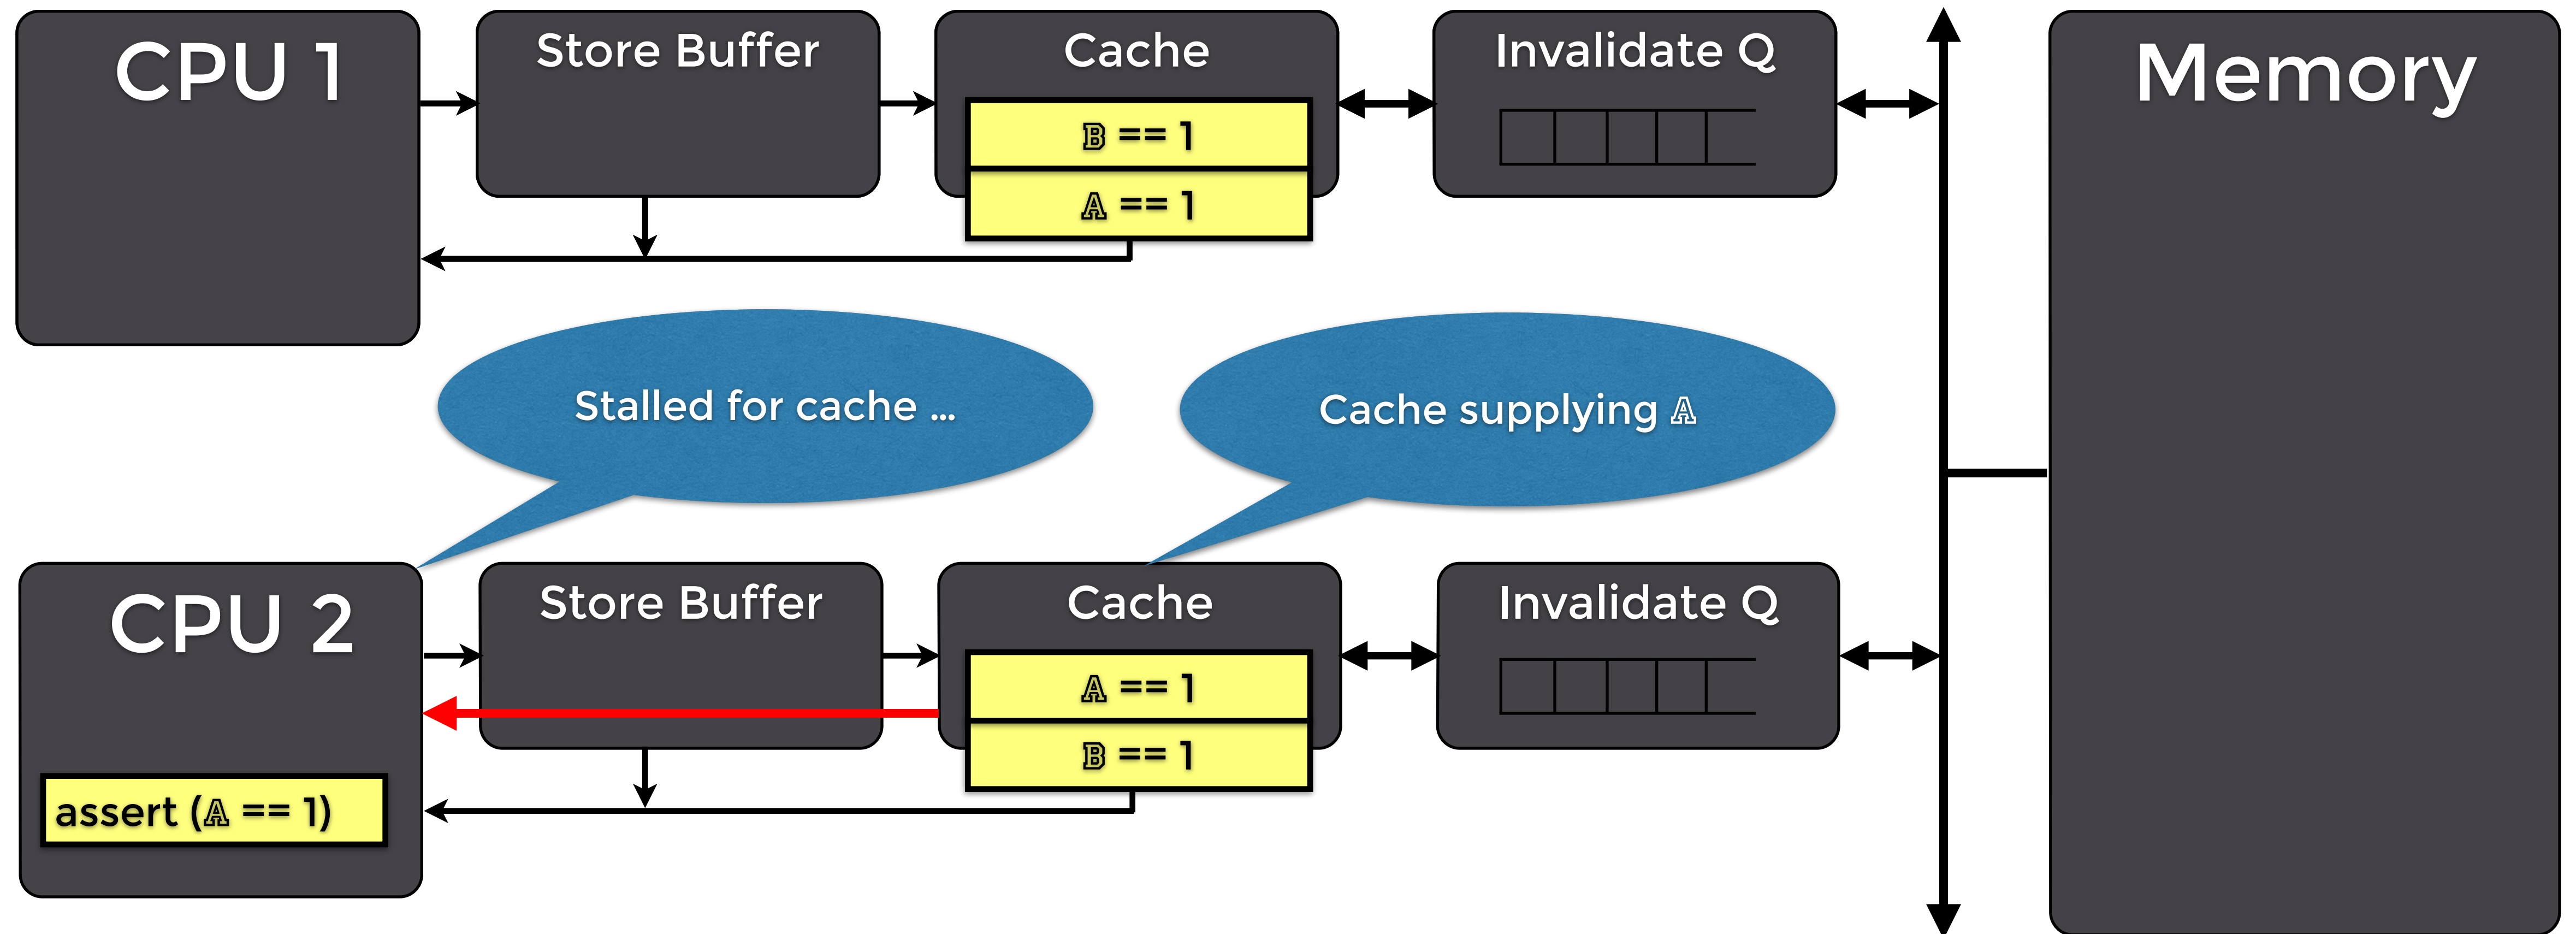 CPU 1
Store Buffer
Cache
B == 1
A == 1
Invalidate Q
Memory
Stalled for cache ...
Cache supplying A
CPU 2
assert (A == 1)
Store Buffer
Cache
A == 1
B == 1
Invalidate Q